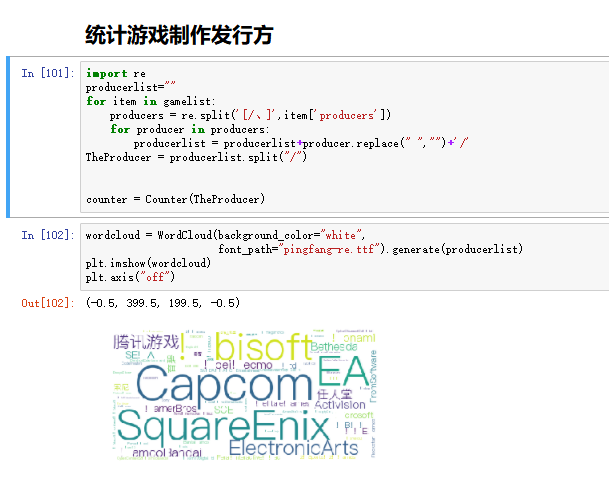 统计游戏制作发行方
In [101]: import re
producerlist=""
for item in gamelist:
    producers = re.split('[/、]',item['producers'])
    for producer in producers:
        producerlist = producerlist+producer.replace(" ","")+'/'
TheProducer = producerlist.split("/")
counter = Counter(TheProducer)
In [102]: wordcloud = WordCloud(background_color="white",
                      font_path="pingfang-re.ttf").generate(producerlist)
plt.imshow(wordcloud)
plt.axis("off")
Out[102]: (-0.5, 399.5, 199.5, -0.5)
腾讯游戏
bisoft
onami
Bethesda
EA
Capcom
FromSoftware
任天堂
Activision
SCE
SquareEnix
ElectronicArts